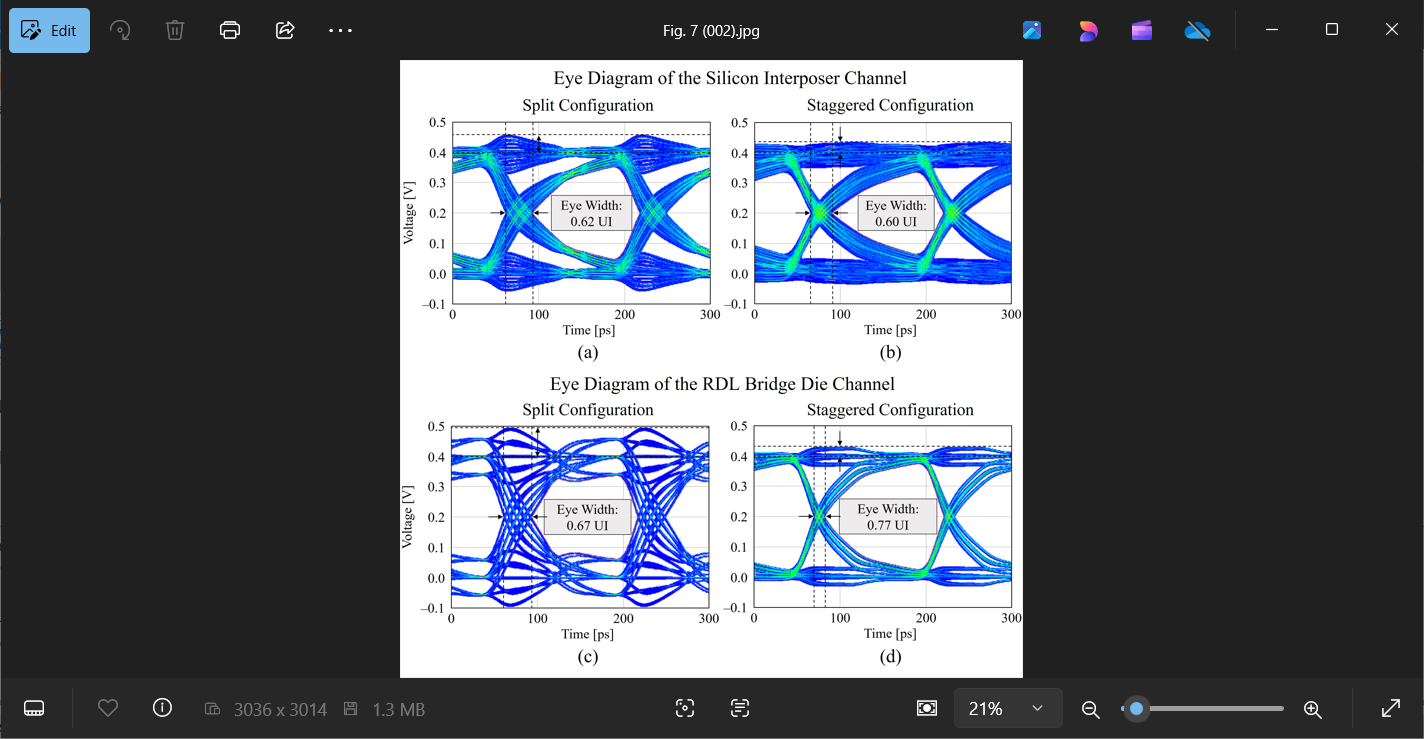 Edit
Fig. 7 (002).jpg
Eye Diagram of the Silicon Interposer Channel
Split Configuration
Staggered Configuration
0.5
0.4
0.3
0.2
0.1
0.0
–0.1
Voltage [V]
Eye Width:
0.62 UI
0 100 200 300
Time [ps]
(a)
0.5
0.4
0.3
0.2
0.1
0.0
–0.1
Eye Width:
0.60 UI
0 100 200 300
Time [ps]
(b)
Eye Diagram of the RDL Bridge Die Channel
Split Configuration
Staggered Configuration
0.5
0.4
0.3
0.2
0.1
0.0
–0.1
Voltage [V]
Eye Width:
0.67 UI
0 100 200 300
Time [ps]
(c)
0.5
0.4
0.3
0.2
0.1
0.0
–0.1
Eye Width:
0.77 UI
0 100 200 300
Time [ps]
(d)
3036 x 3014
1.3 MB
21%